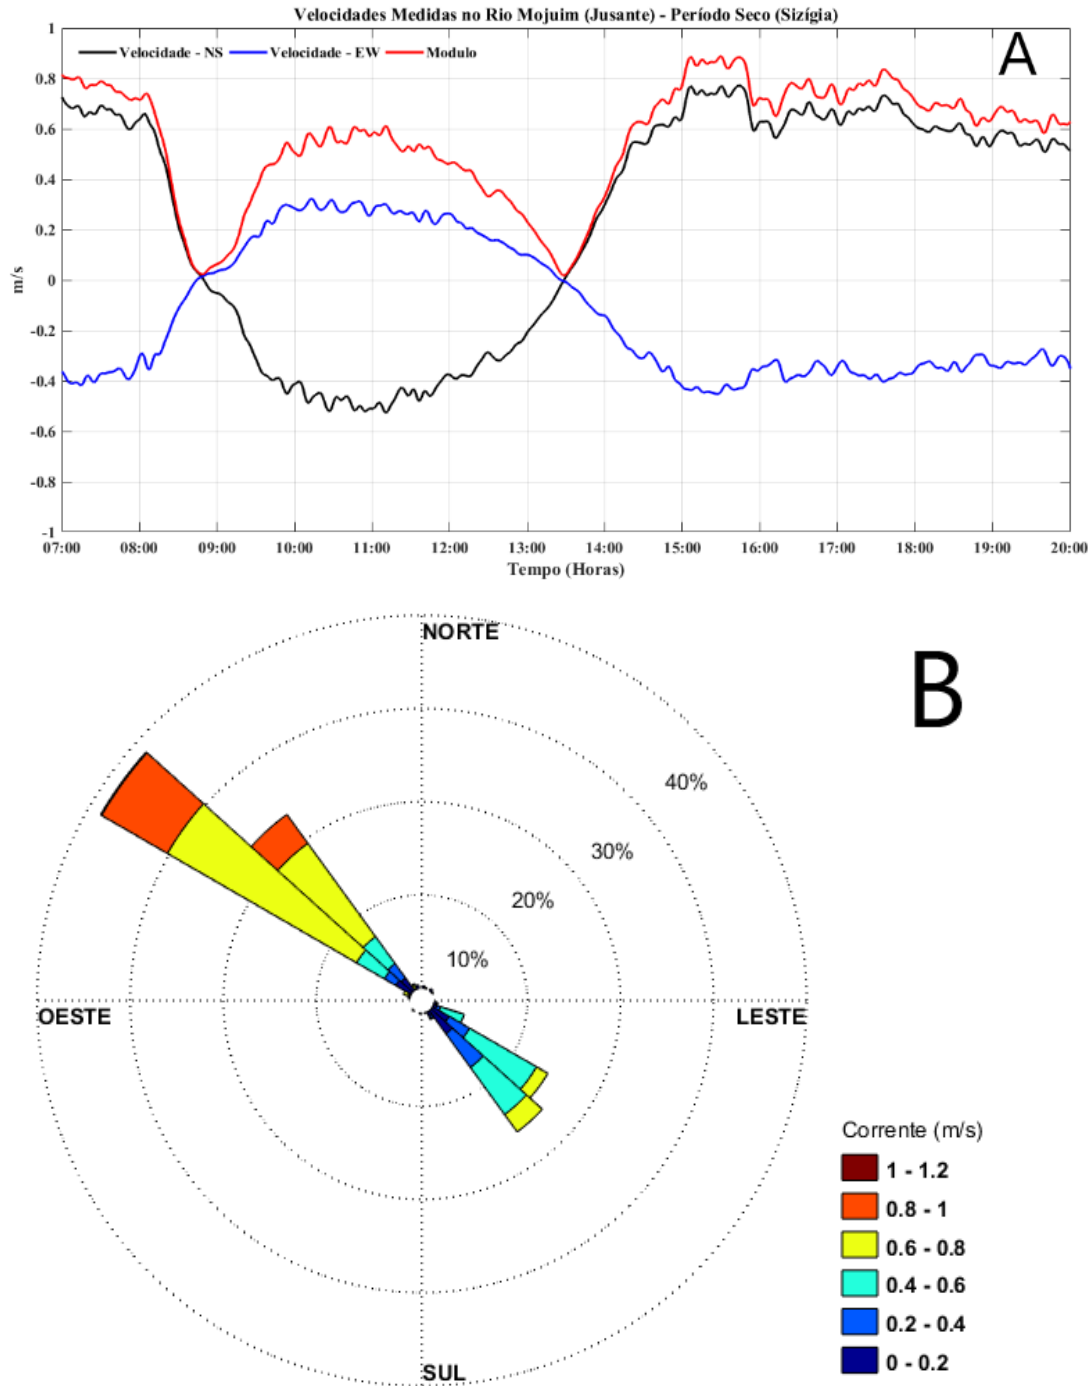 Velocidades Medidas no Rio Mojuim (Jusante) - Período Seco (Sizígia)
A
Velocidade - NS Velocidade - EW Modulo
1
0.8
0.6
0.4
0.2
0
-0.2
-0.4
-0.6
-0.8
-1
m/s
07:00 08:00 09:00 10:00 11:00 12:00 13:00 14:00 15:00 16:00 17:00 18:00 19:00 20:00
Tempo (Horas)
B
NORTE
40%
30%
20%
10%
OESTE LESTE
SUL
Corrente (m/s)
1 - 1.2
0.8 - 1
0.6 - 0.8
0.4 - 0.6
0.2 - 0.4
0 - 0.2